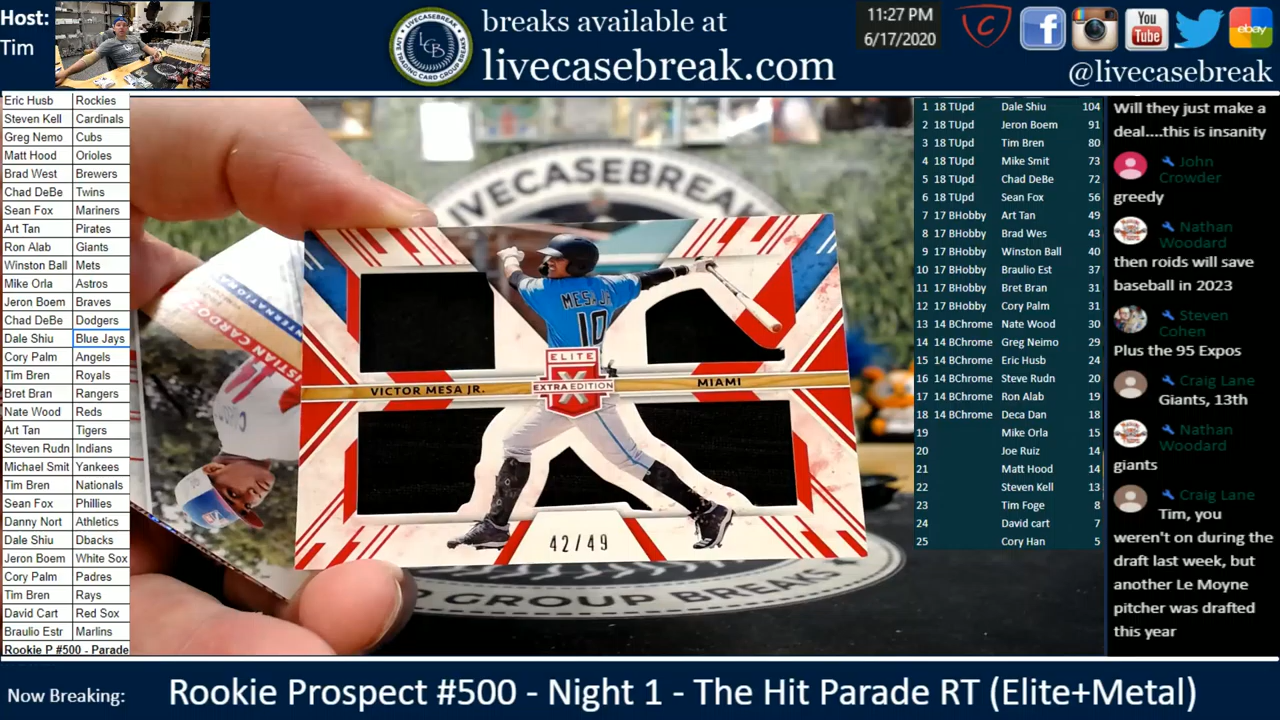 Host:
Tim
LIVECASEBREAK
LCB
LIVE TRADING CARD GROUP BREAKS
breaks available at
livecasebreak.com
11:27 PM
6/17/2020
You
Tube
ebay
@livecasebreak
Eric Husb Rockies
Steven Kell Cardinals
Greg Nemo Cubs
Matt Hood Orioles
Brad West Brewers
Chad DeBe Twins
Sean Fox Mariners
Art Tan Pirates
Ron Alab Giants
Winston Ball Mets
Mike Orla Astros
Jeron Boem Braves
Chad DeBe Dodgers
Dale Shiu Blue Jays
Cory Palm Angels
Tim Bren Royals
Bret Bran Rangers
Nate Wood Reds
Art Tan Tigers
Steven Rudn Indians
Michael Smit Yankees
Tim Bren Nationals
Sean Fox Phillies
Danny Nort Athletics
Dale Shiu Dbacks
Jeron Boem White Sox
Cory Palm Padres
Tim Bren Rays
David Cart Red Sox
Braulio Estr Marlins
Rookie P #500 - Parade
LIVECASEBREAK
MESA JR.
10
ELITE
X
EXTRA EDITION
VICTOR MESA JR.
MIAMI
42/49
GROUP BREAKS
1 18 TUpd Dale Shiu 104
2 18 TUpd Jeron Boem 91
3 18 TUpd Tim Bren 80
4 18 TUpd Mike Smit 73
5 18 TUpd Chad DeBe 72
6 18 TUpd Sean Fox 56
7 17 BHobby Art Tan 49
8 17 BHobby Brad Wes 43
9 17 BHobby Winston Ball 40
10 17 BHobby Braulio Est 37
11 17 BHobby Bret Bran 31
12 17 BHobby Cory Palm 31
13 14 BChrome Nate Wood 30
14 14 BChrome Greg Neimo 29
15 14 BChrome Eric Husb 24
16 14 BChrome Steve Rudn 20
17 14 BChrome Ron Alab 19
18 14 BChrome Deca Dan 18
19 Mike Orla 15
20 Joe Ruiz 14
21 Matt Hood 14
22 Steven Kell 13
23 Tim Foge 8
24 David cart 7
25 Cory Han 5
Will they just make a
deal....this is insanity
John
Crowder
greedy
Nathan
Woodard
then roids will save
baseball in 2023
Steven
Cohen
Plus the 95 Expos
Craig Lane
Giants, 13th
Nathan
Woodard
giants
Craig Lane
Tim, you
weren't on during the
draft last week, but
another Le Moyne
pitcher was drafted
this year
Now Breaking:
Rookie Prospect #500 - Night 1 - The Hit Parade RT (Elite+Metal)